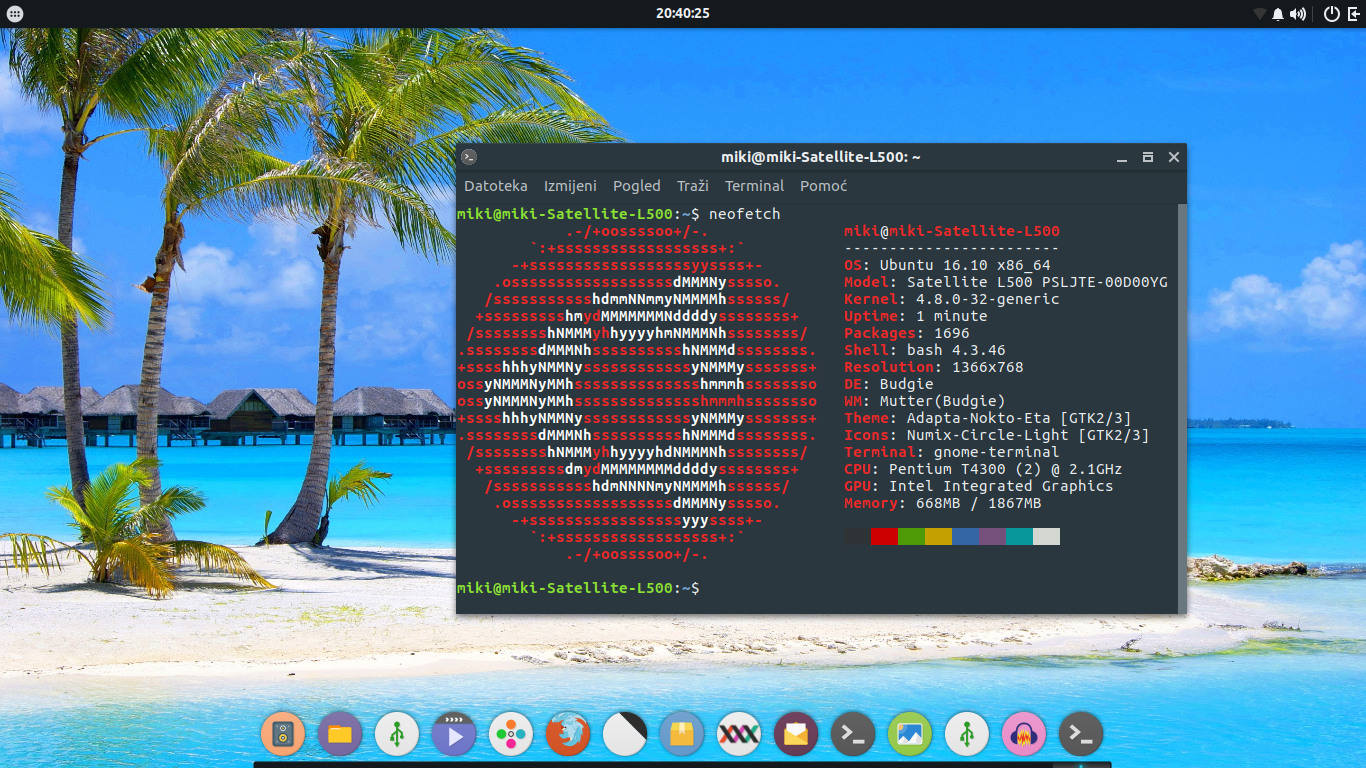 20:40:25
miki@miki-Satellite-L500: ~
Datoteka Izmijeni Pogled Traži Terminal Pomoć
miki@miki-Satellite-L500:~$ neofetch
.-/+oossssoo+/-. miki@miki-Satellite-L500
`:+ssssssssssssssssss+:` ------------------------
-+ssssssssssssssssssyyssss+- OS: Ubuntu 16.10 x86_64
.ossssssssssssssssssdMMMNysssso. Model: Satellite L500 PSLJTE-00D00YG
/ssssssssssshdmmNNmmyNMMMMhssssss/ Kernel: 4.8.0-32-generic
+ssssssssshmydMMMMMMMNddddyssssssss+ Uptime: 1 minute
/sssssssshNMMMyhhyyyyhmNMMMNhssssssss/ Packages: 1696
.ssssssssdMMMNhsssssssssshNMMMdssssssss. Shell: bash 4.3.46
+sssshhhyNMMNyssssssssssssyNMMMysssssss+ Resolution: 1366x768
ossyNMMMNyMMhsssssssssssssshmmmhssssssso DE: Budgie
ossyNMMMNyMMhsssssssssssssshmmmhssssssso WM: Mutter(Budgie)
+sssshhhyNMMNyssssssssssssyNMMMysssssss+ Theme: Adapta-Nokto-Eta [GTK2/3]
.ssssssssdMMMNhsssssssssshNMMMdssssssss. Icons: Numix-Circle-Light [GTK2/3]
/sssssssshNMMMyhhyyyyhdNMMMNhssssssss/ Terminal: gnome-terminal
+sssssssssdmydMMMMMMMMddddyssssssss+ CPU: Pentium T4300 (2) @ 2.1GHz
/ssssssssssshdmNNNNmyNMMMMhssssss/ GPU: Intel Integrated Graphics
.ossssssssssssssssssdMMMNysssso. Memory: 668MB / 1867MB
-+sssssssssssssssssyyyssss+-
`:+ssssssssssssssssss+:`
.-/+oossssoo+/-.
miki@miki-Satellite-L500:~$